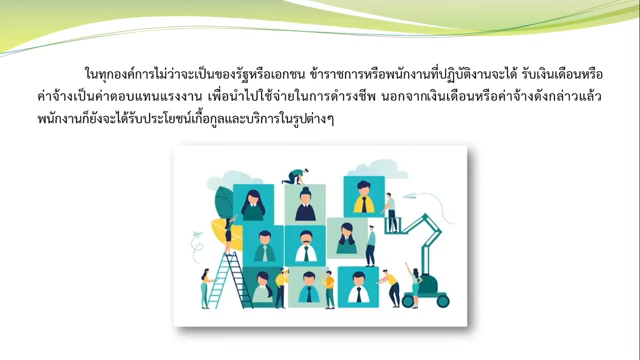 ในทุกองค์การไม่ว่าจะเป็นของรัฐหรือเอกชน ข้าราชการหรือพนักงานที่ปฏิบัติงานจะได้ รับเงินเดือนหรือ
ค่าจ้างเป็นค่าตอบแทนแรงงาน เพื่อนำไปใช้จ่ายในการดำรงชีพ นอกจากเงินเดือนหรือค่าจ้างดังกล่าวแล้ว
พนักงานก็ยังจะได้รับประโยชน์เกื้อกูลและบริการในรูปต่างๆ